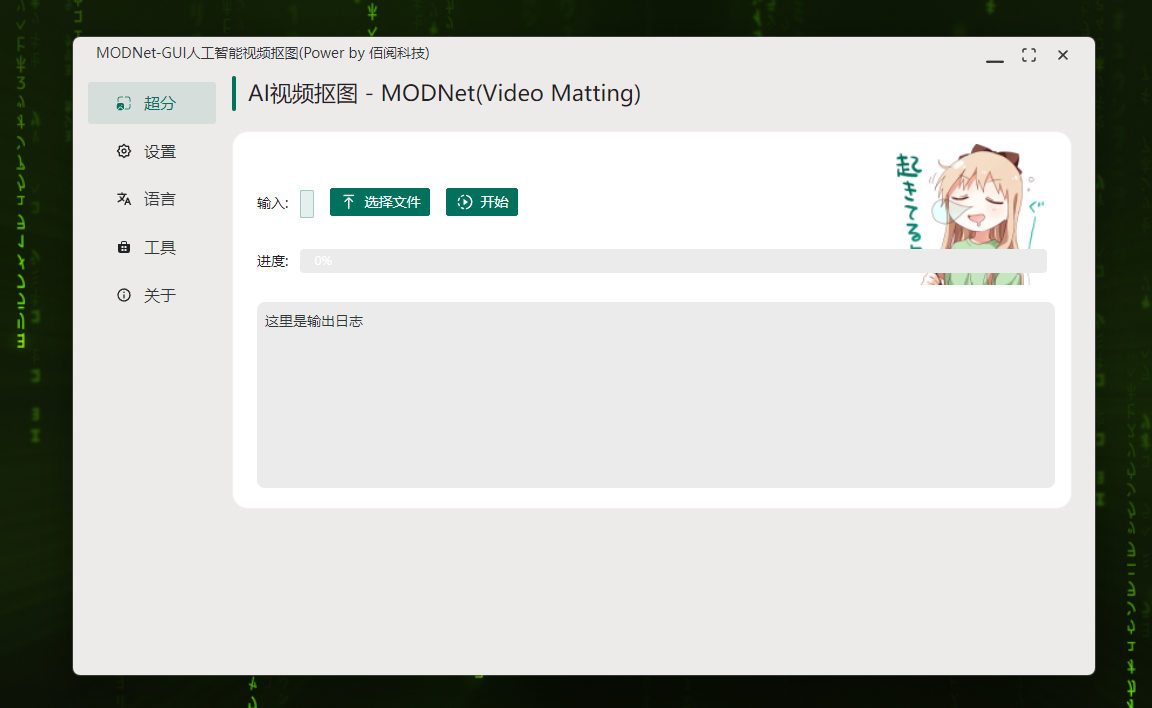 MODNet-GUI人工智能视频抠图(Power by 佰阅科技)
超分
设置
语言
工具
关于
AI视频抠图 - MODNet(Video Matting)
输入:
选择文件
开始
起きてる
ぐ
进度:
0%
这里是输出日志